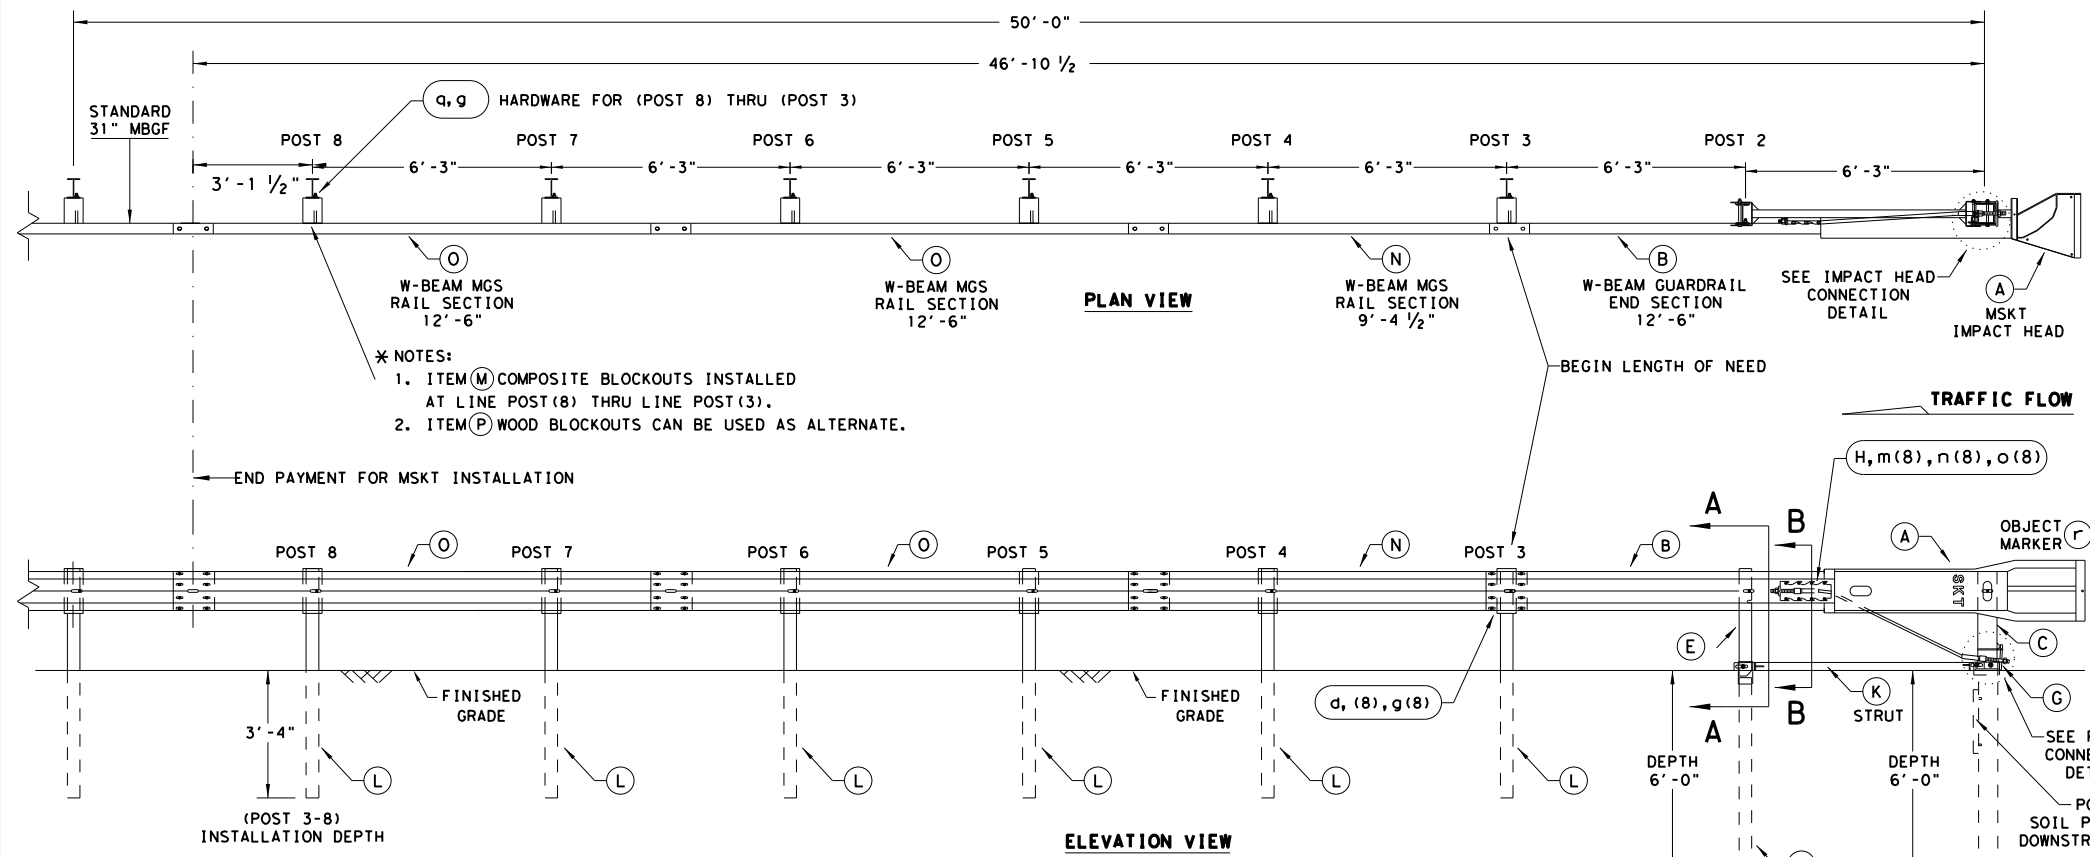 50'-0"
46'-10 ½
STANDARD
31" MBGF
q,g HARDWARE FOR (POST 8) THRU (POST 3)
POST 8 POST 7 POST 6 POST 5 POST 4 POST 3 POST 2
3'-1 ½" 6'-3" 6'-3" 6'-3" 6'-3" 6'-3" 6'-3" 6'-3"
O
W-BEAM MGS
RAIL SECTION
12'-6"
O
W-BEAM MGS
RAIL SECTION
12'-6"
PLAN VIEW
N
W-BEAM MGS
RAIL SECTION
9'-4 ½"
B
W-BEAM GUARDRAIL
END SECTION
12'-6"
SEE IMPACT HEAD
CONNECTION
DETAIL
A
MSKT
IMPACT HEAD
* NOTES:
1. ITEM M COMPOSITE BLOCKOUTS INSTALLED
AT LINE POST(8) THRU LINE POST(3).
2. ITEM P WOOD BLOCKOUTS CAN BE USED AS ALTERNATE.
BEGIN LENGTH OF NEED
TRAFFIC FLOW
END PAYMENT FOR MSKT INSTALLATION
H,m(8),n(8),o(8)
A B
OBJECT
MARKER r
POST 8 O POST 7 POST 6 O POST 5 POST 4 N POST 3 B A
SKT
E
C
FINISHED
GRADE
FINISHED
GRADE
d,(8),g(8)
K
STRUT
G
A B
3'-4"
L L L L L L
DEPTH
6'-0"
DEPTH
6'-0"
SEE
CONNE
DET
(POST 3-8)
INSTALLATION DEPTH
ELEVATION VIEW
SOIL P
DOWNSTR